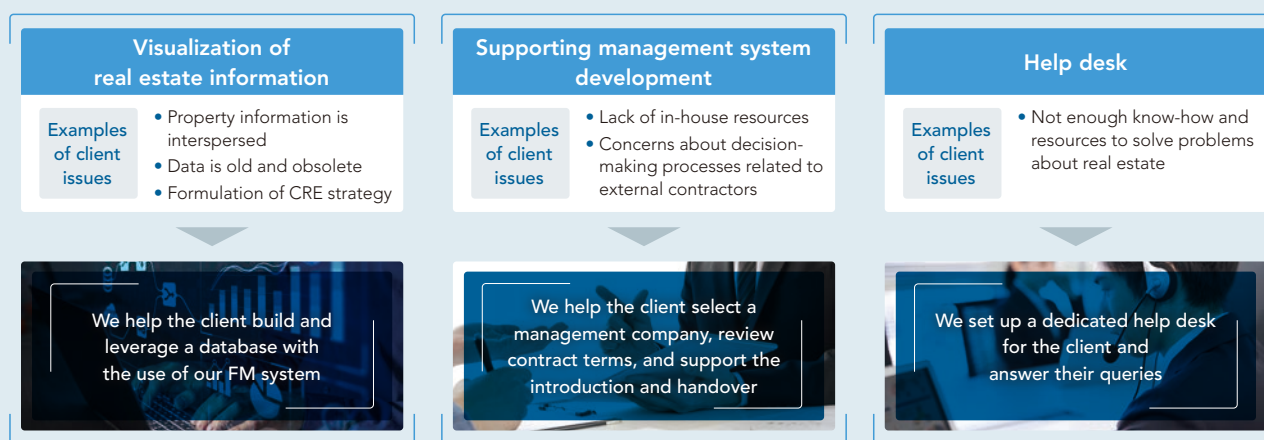 Visualization of
real estate information
Examples
of client
issues
• Property information is
interspersed
• Data is old and obsolete
• Formulation of CRE strategy
We help the client build and
leverage a database with
the use of our FM system
Supporting management system
development
Examples
of client
issues
• Lack of in-house resources
• Concerns about decision-
making processes related to
external contractors
We help the client select a
management company, review
contract terms, and support the
introduction and handover
Help desk
Examples
of client
issues
• Not enough know-how and
resources to solve problems
about real estate
We set up a dedicated help desk
for the client and
answer their queries